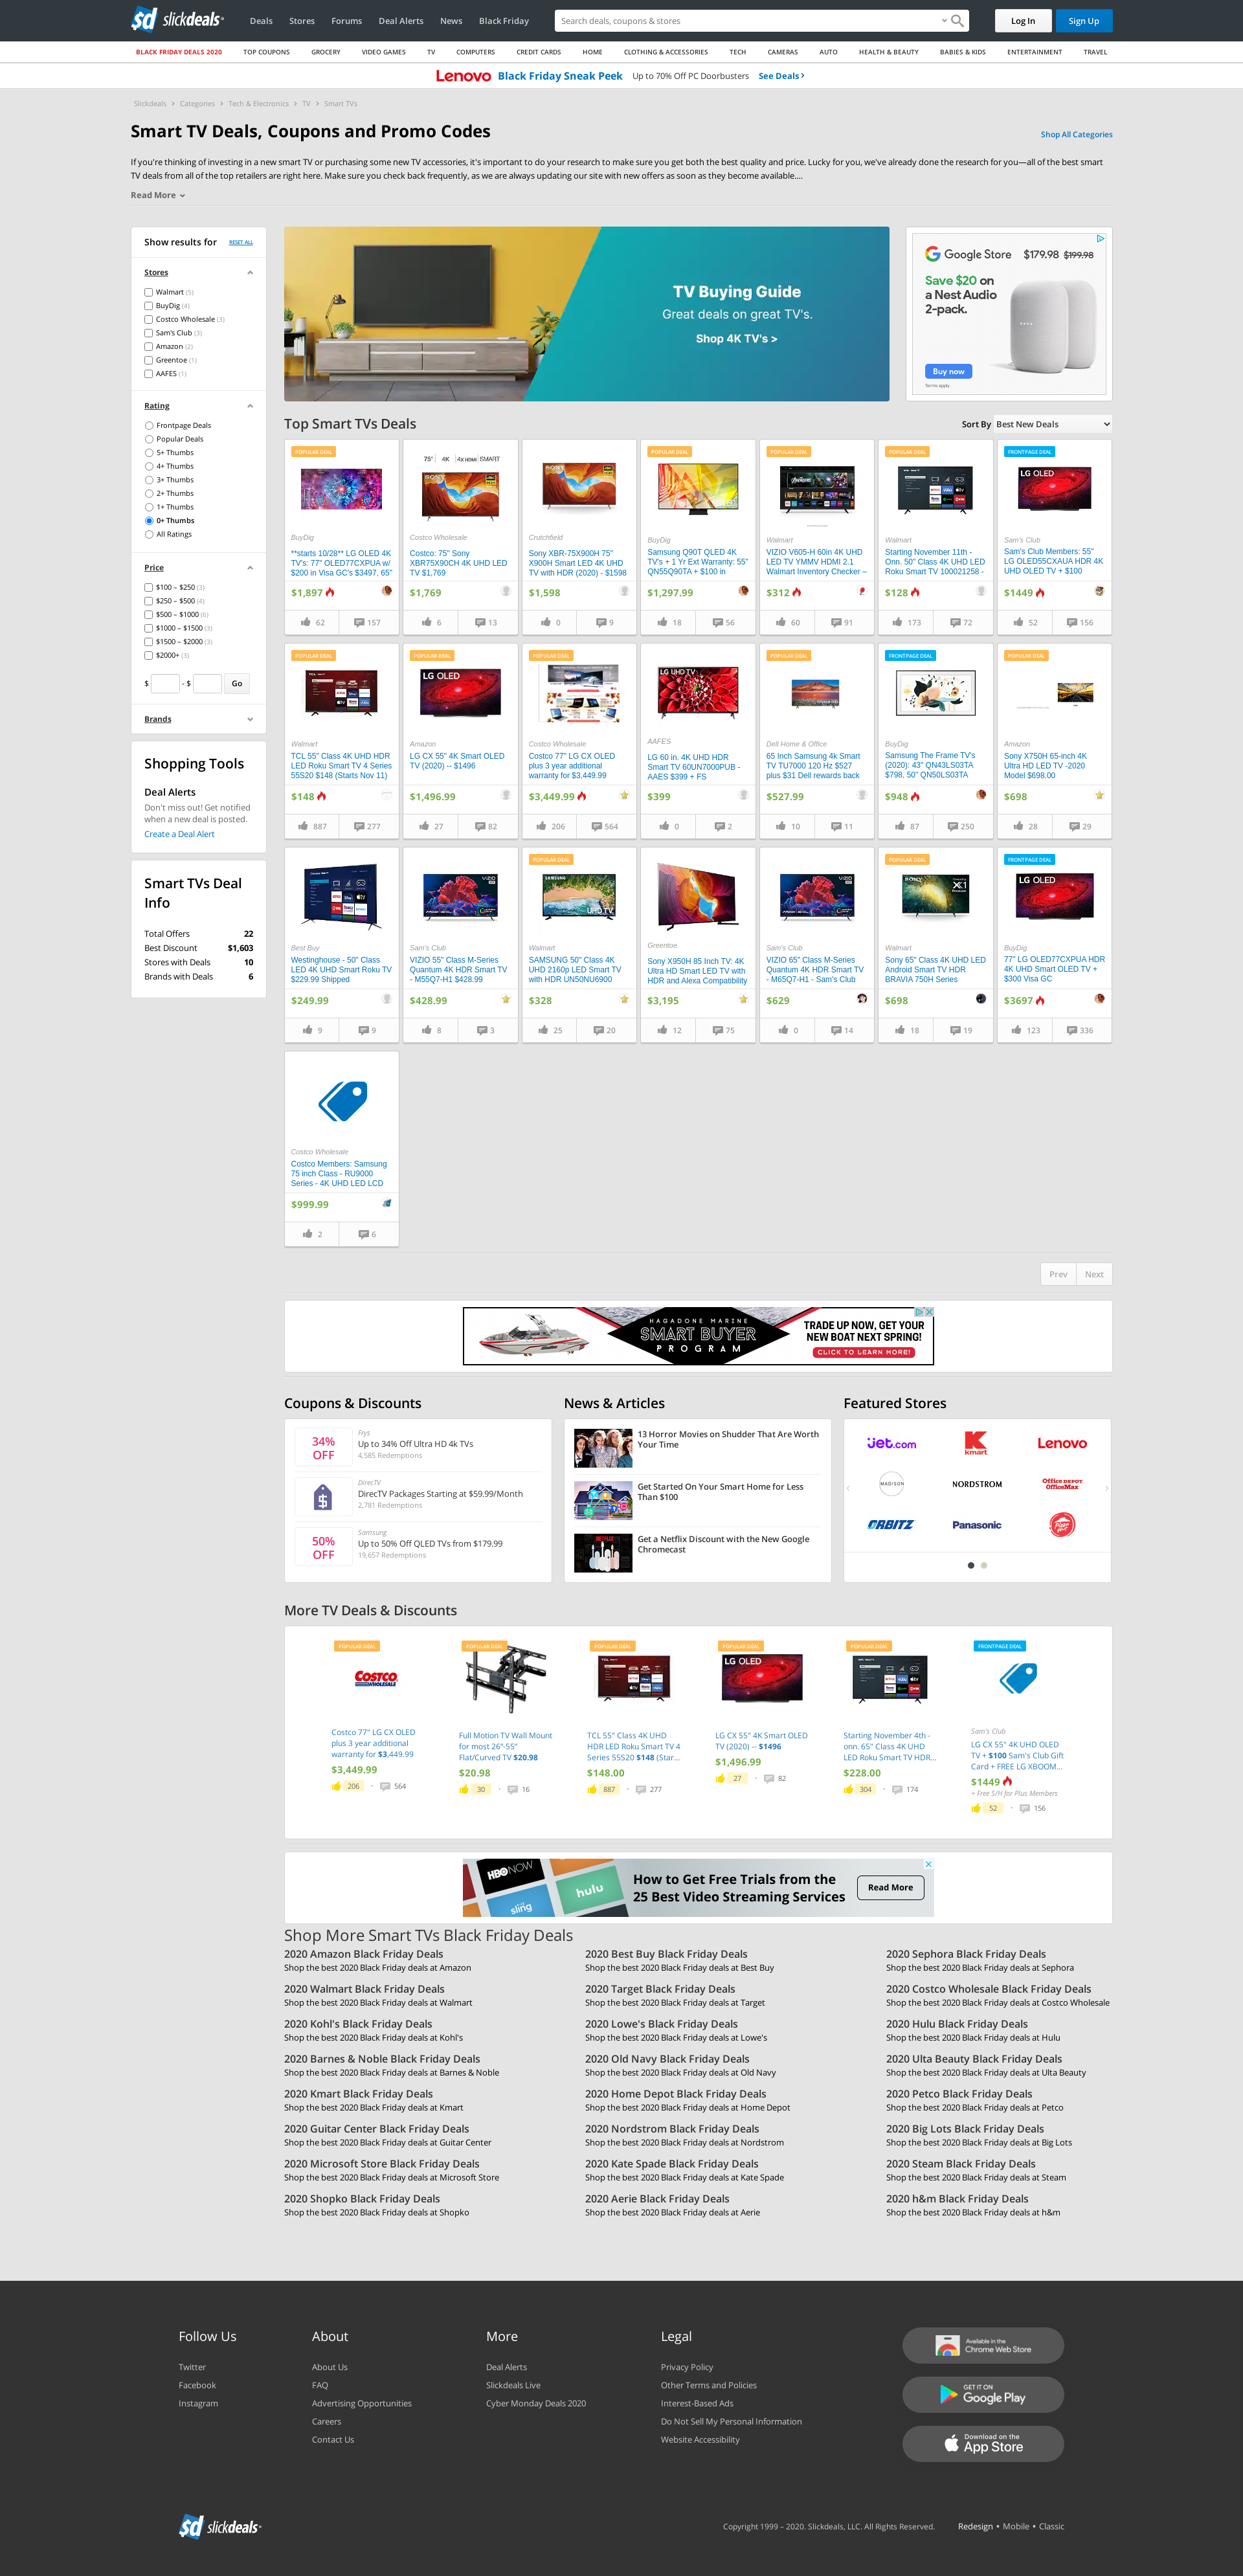 slickdeals
Deals Stores Forums Deal Alerts News Black Friday
Search deals, coupons & stores
Log In Sign Up
BLACK FRIDAY DEALS 2020 TOP COUPONS GROCERY VIDEO GAMES TV COMPUTERS CREDIT CARDS HOME CLOTHING & ACCESSORIES TECH CAMERAS AUTO HEALTH & BEAUTY BABIES & KIDS ENTERTAINMENT TRAVEL
Lenovo Black Friday Sneak Peek Up to 70% Off PC Doorbusters See Deals
Slickdeals Categories Tech & Electronics TV Smart TVs
Smart TV Deals, Coupons and Promo Codes
Shop All Categories
If you're thinking of investing in a new smart TV or purchasing some new TV accessories, it's important to do your research to make sure you get both the best quality and price. Lucky for you, we've already done the research for you—all of the best smart
TV deals from all of the top retailers are right here. Make sure you check back frequently, as we are always updating our site with new offers as soon as they become available....
Read More
Show results for RESET ALL
Stores
Walmart (5)
BuyDig (4)
Costco Wholesale (3)
Sam's Club (3)
Amazon (2)
Greentoe (1)
AAFES (1)
Rating
Frontpage Deals
Popular Deals
5+ Thumbs
4+ Thumbs
3+ Thumbs
2+ Thumbs
1+ Thumbs
0+ Thumbs
All Ratings
Price
$100 – $250 (3)
$250 – $500 (4)
$500 – $1000 (6)
$1000 – $1500 (3)
$1500 – $2000 (3)
$2000+ (3)
$ - $ Go
Brands
Shopping Tools
Deal Alerts
Don't miss out! Get notified
when a new deal is posted.
Create a Deal Alert
Smart TVs Deal
Info
Total Offers 22
Best Discount $1,603
Stores with Deals 10
Brands with Deals 6
TV Buying Guide
Great deals on great TV's.
Shop 4K TV's >
Google Store $179.98 $199.98
Save $20 on
a Nest Audio
2-pack.
Buy now
Terms apply
Top Smart TVs Deals
Sort By Best New Deals
POPULAR DEAL
BuyDig
**starts 10/28** LG OLED 4K
TV's: 77" OLED77CXPUA w/
$200 in Visa GC's $3497, 65"
$1,897
62 157
75" 4K 4X HDMI SMART
SONY
Costco Wholesale
Costco: 75" Sony
XBR75X90CH 4K UHD LED
TV $1,769
$1,769
6 13
SONY
Crutchfield
Sony XBR-75X900H 75"
X900H Smart LED 4K UHD
TV with HDR (2020) - $1598
$1,598
0 9
POPULAR DEAL
BuyDig
Samsung Q90T QLED 4K
TV's + 1 Yr Ext Warranty: 55"
QN55Q90TA + $100 in
$1,297.99
18 56
POPULAR DEAL
Walmart
VIZIO V605-H 60in 4K UHD
LED TV YMMV HDMI 2.1
Walmart Inventory Checker –
$312
60 91
POPULAR DEAL
Walmart
Starting November 11th -
Onn. 50" Class 4K UHD LED
Roku Smart TV 100021258 -
$128
173 72
FRONTPAGE DEAL
LG OLED
Sam's Club
Sam's Club Members: 55"
LG OLED55CXAUA HDR 4K
UHD OLED TV + $100
$1449
52 156
POPULAR DEAL
Walmart
TCL 55" Class 4K UHD HDR
LED Roku Smart TV 4 Series
55S20 $148 (Starts Nov 11)
$148
887 277
POPULAR DEAL
LG OLED
Amazon
LG CX 55" 4K Smart OLED
TV (2020) -- $1496
$1,496.99
27 82
POPULAR DEAL
Costco Wholesale
Costco 77" LG CX OLED
plus 3 year additional
warranty for $3,449.99
$3,449.99
206 564
LG UHD TV
AAFES
LG 60 in. 4K UHD HDR
Smart TV 60UN7000PUB -
AAES $399 + FS
$399
0 2
POPULAR DEAL
Dell Home & Office
65 Inch Samsung 4k Smart
TV TU7000 120 Hz $527
plus $31 Dell rewards back
$527.99
10 11
FRONTPAGE DEAL
BuyDig
Samsung The Frame TV's
(2020): 43" QN43LS03TA
$798, 50" QN50LS03TA
$948
87 250
POPULAR DEAL
Amazon
Sony X750H 65-inch 4K
Ultra HD LED TV -2020
Model $698.00
$698
28 29
Best Buy
Westinghouse - 50" Class
LED 4K UHD Smart Roku TV
$229.99 Shipped
$249.99
9 9
VIZIO
Sam's Club
VIZIO 55" Class M-Series
Quantum 4K HDR Smart TV
- M55Q7-H1 $428.99
$428.99
8 3
POPULAR DEAL
SAMSUNG
UHD TV
Walmart
SAMSUNG 50" Class 4K
UHD 2160p LED Smart TV
with HDR UN50NU6900
$328
25 20
Greentoe
Sony X950H 85 Inch TV: 4K
Ultra HD Smart LED TV with
HDR and Alexa Compatibility
$3,195
12 75
VIZIO
Sam's Club
VIZIO 65" Class M-Series
Quantum 4K HDR Smart TV
- M65Q7-H1 - Sam's Club
$629
0 14
POPULAR DEAL
SONY
X1
Walmart
Sony 65" Class 4K UHD LED
Android Smart TV HDR
BRAVIA 750H Series
$698
18 19
FRONTPAGE DEAL
LG OLED
BuyDig
77" LG OLED77CXPUA HDR
4K UHD Smart OLED TV +
$300 Visa GC
$3697
123 336
Costco Wholesale
Costco Members: Samsung
75 inch Class - RU9000
Series - 4K UHD LED LCD
$999.99
2 6
Prev Next
HAGADONE MARINE
SMART BUYER
PROGRAM
TRADE UP NOW, GET YOUR
NEW BOAT NEXT SPRING!
CLICK TO LEARN MORE!
Coupons & Discounts
34%
OFF
Frys
Up to 34% Off Ultra HD 4k TVs
4,585 Redemptions
DirecTV
DirecTV Packages Starting at $59.99/Month
2,781 Redemptions
50%
OFF
Samsung
Up to 50% Off QLED TVs from $179.99
19,657 Redemptions
News & Articles
13 Horror Movies on Shudder That Are Worth
Your Time
Get Started On Your Smart Home for Less
Than $100
NETFLIX
Get a Netflix Discount with the New Google
Chromecast
Featured Stores
jet.com kmart Lenovo
MADISON NORDSTROM Office DEPOT OfficeMax
ORBITZ Panasonic Pizza Hut
More TV Deals & Discounts
POPULAR DEAL
COSTCO
WHOLESALE
Costco 77" LG CX OLED
plus 3 year additional
warranty for $3,449.99
$3,449.99
206 564
POPULAR DEAL
Full Motion TV Wall Mount
for most 26"-55"
Flat/Curved TV $20.98
$20.98
30 16
POPULAR DEAL
TCL 55" Class 4K UHD
HDR LED Roku Smart TV 4
Series 55S20 $148 (Star...
$148.00
887 277
POPULAR DEAL
LG OLED
LG CX 55" 4K Smart OLED
TV (2020) -- $1496
$1,496.99
27 82
POPULAR DEAL
Starting November 4th -
onn. 65" Class 4K UHD
LED Roku Smart TV HDR...
$228.00
304 174
FRONTPAGE DEAL
Sam's Club
LG CX 55" 4K UHD OLED
TV + $100 Sam's Club Gift
Card + FREE LG XBOOM...
$1449
+ Free S/H for Plus Members
52 156
HBO NOW
sling
hulu
How to Get Free Trials from the
25 Best Video Streaming Services
Read More
Shop More Smart TVs Black Friday Deals
2020 Amazon Black Friday Deals
Shop the best 2020 Black Friday deals at Amazon
2020 Best Buy Black Friday Deals
Shop the best 2020 Black Friday deals at Best Buy
2020 Sephora Black Friday Deals
Shop the best 2020 Black Friday deals at Sephora
2020 Walmart Black Friday Deals
Shop the best 2020 Black Friday deals at Walmart
2020 Target Black Friday Deals
Shop the best 2020 Black Friday deals at Target
2020 Costco Wholesale Black Friday Deals
Shop the best 2020 Black Friday deals at Costco Wholesale
2020 Kohl's Black Friday Deals
Shop the best 2020 Black Friday deals at Kohl's
2020 Lowe's Black Friday Deals
Shop the best 2020 Black Friday deals at Lowe's
2020 Hulu Black Friday Deals
Shop the best 2020 Black Friday deals at Hulu
2020 Barnes & Noble Black Friday Deals
Shop the best 2020 Black Friday deals at Barnes & Noble
2020 Old Navy Black Friday Deals
Shop the best 2020 Black Friday deals at Old Navy
2020 Ulta Beauty Black Friday Deals
Shop the best 2020 Black Friday deals at Ulta Beauty
2020 Kmart Black Friday Deals
Shop the best 2020 Black Friday deals at Kmart
2020 Home Depot Black Friday Deals
Shop the best 2020 Black Friday deals at Home Depot
2020 Petco Black Friday Deals
Shop the best 2020 Black Friday deals at Petco
2020 Guitar Center Black Friday Deals
Shop the best 2020 Black Friday deals at Guitar Center
2020 Nordstrom Black Friday Deals
Shop the best 2020 Black Friday deals at Nordstrom
2020 Big Lots Black Friday Deals
Shop the best 2020 Black Friday deals at Big Lots
2020 Microsoft Store Black Friday Deals
Shop the best 2020 Black Friday deals at Microsoft Store
2020 Kate Spade Black Friday Deals
Shop the best 2020 Black Friday deals at Kate Spade
2020 Steam Black Friday Deals
Shop the best 2020 Black Friday deals at Steam
2020 Shopko Black Friday Deals
Shop the best 2020 Black Friday deals at Shopko
2020 Aerie Black Friday Deals
Shop the best 2020 Black Friday deals at Aerie
2020 h&m Black Friday Deals
Shop the best 2020 Black Friday deals at h&m
Follow Us
Twitter
Facebook
Instagram
About
About Us
FAQ
Advertising Opportunities
Careers
Contact Us
More
Deal Alerts
Slickdeals Live
Cyber Monday Deals 2020
Legal
Privacy Policy
Other Terms and Policies
Interest-Based Ads
Do Not Sell My Personal Information
Website Accessibility
Available in the
Chrome Web Store
GET IT ON
Google Play
Download on the
App Store
slickdeals
Copyright 1999 – 2020. Slickdeals, LLC. All Rights Reserved. Redesign • Mobile • Classic